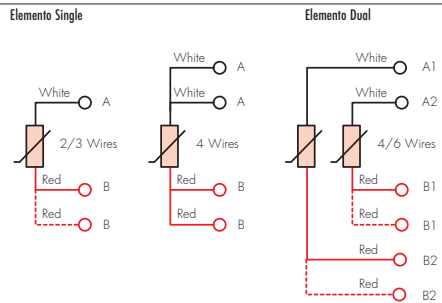 Elemento Single
Elemento Dual
White A
2/3 Wires
Red B
Red B
White A
White A
4 Wires
Red B
Red B
White A1
White A2
4/6 Wires
Red B1
Red B1
Red B2
Red B2